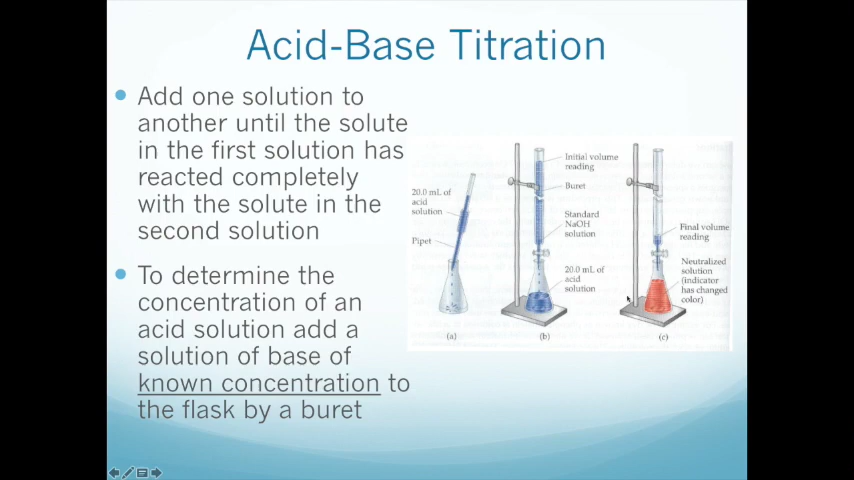 Acid-Base Titration
Add one solution to
another until the solute
in the first solution has
reacted completely
with the solute in the
second solution
To determine the
concentration of an
acid solution add a
solution of base of
known concentration to
the flask by a buret
20.0 mL of
acid
solution
Pipet
(a)
Initial volume
reading
Buret
Standard
NaOH
solution
20.0 mL of
acid
solution
(b)
Final volume
reading
Neutralized
solution
(indicator
has changed
color)
(c)